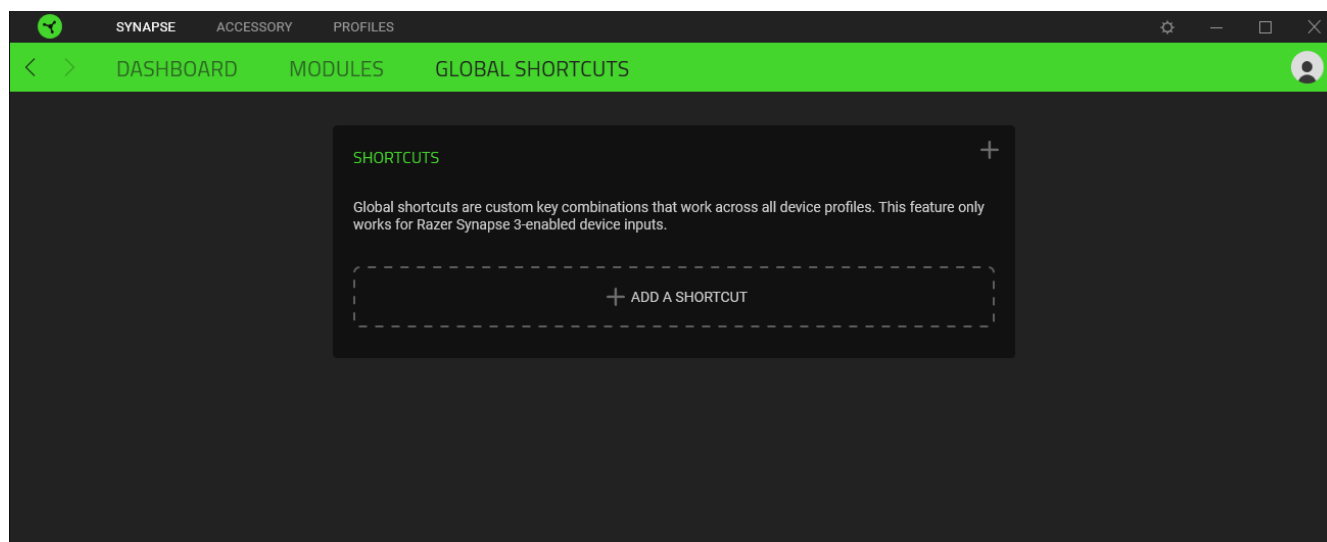 SYNAPSE ACCESSORY PROFILES
DASHBOARD MODULES GLOBAL SHORTCUTS
SHORTCUTS
Global shortcuts are custom key combinations that work across all device profiles. This feature only
works for Razer Synapse 3-enabled device inputs.
ADD A SHORTCUT